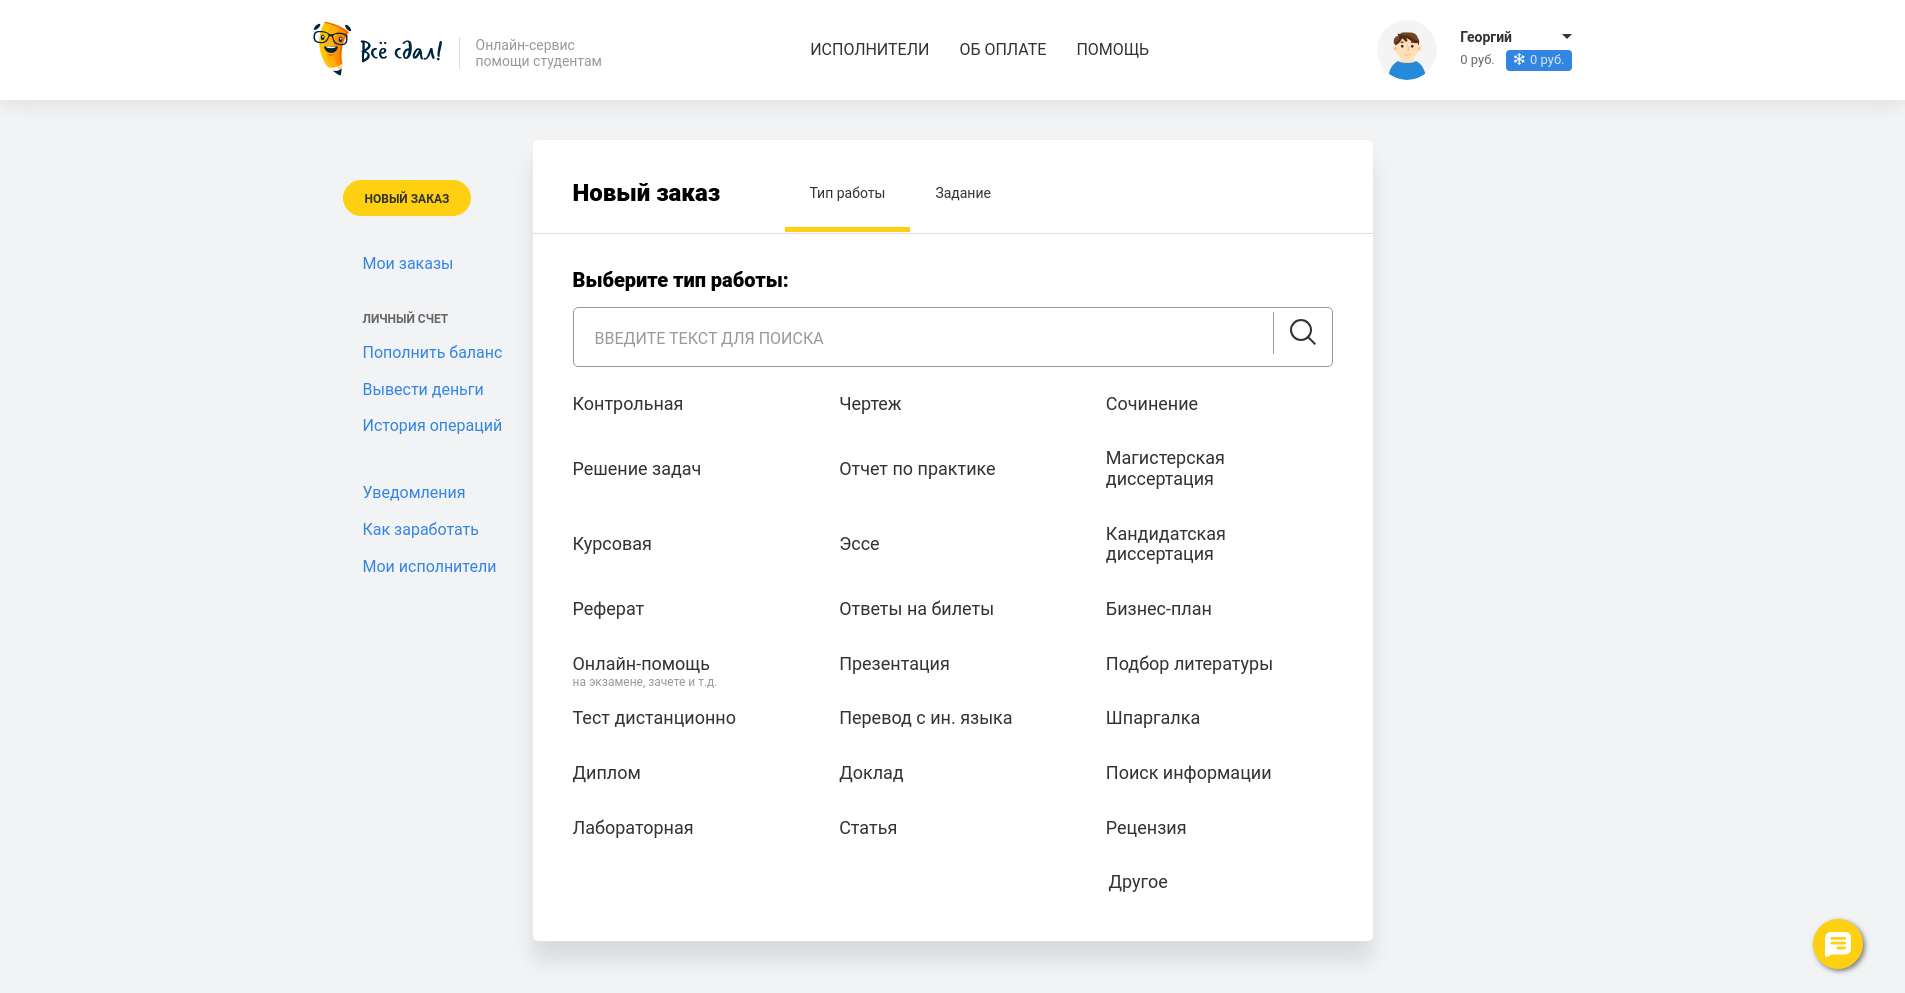 Всё сдал!
Онлайн-сервис
помощи студентам
ИСПОЛНИТЕЛИ
ОБ ОПЛАТЕ
ПОМОЩЬ
Георгий
0 руб.
0 руб.
НОВЫЙ ЗАКАЗ
Мои заказы
ЛИЧНЫЙ СЧЕТ
Пополнить баланс
Вывести деньги
История операций
Уведомления
Как заработать
Мои исполнители
Новый заказ
Тип работы
Задание
Выберите тип работы:
ВВЕДИТЕ ТЕКСТ ДЛЯ ПОИСКА
Контрольная
Чертеж
Сочинение
Решение задач
Отчет по практике
Магистерская
диссертация
Курсовая
Эссе
Кандидатская
диссертация
Реферат
Ответы на билеты
Бизнес-план
Онлайн-помощь
на экзамене, зачете и т.д.
Презентация
Подбор литературы
Тест дистанционно
Перевод с ин. языка
Шпаргалка
Диплом
Доклад
Поиск информации
Лабораторная
Статья
Рецензия
Другое